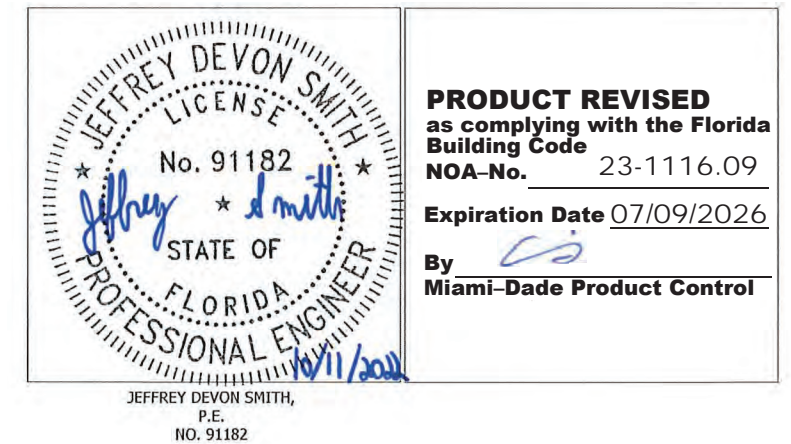 JEFFREY DEVON SMITH
LICENSE
No. 91182
Jeffrey Smith
STATE OF
FLORIDA
PROFESSIONAL ENGINEER
10/11/2022
JEFFREY DEVON SMITH,
P.E.
NO. 91182
PRODUCT REVISED
as complying with the Florida
Building Code
NOA–No. 23-1116.09
Expiration Date 07/09/2026
By
Miami–Dade Product Control